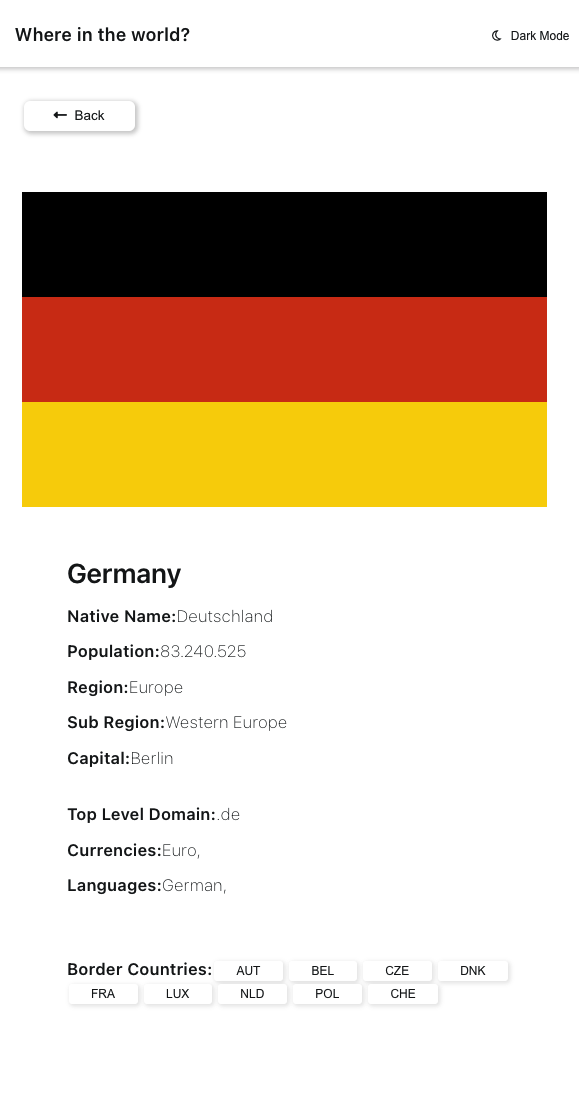 Where in the world?
Dark Mode
Back
Germany
Native Name:Deutschland
Population:83.240.525
Region:Europe
Sub Region:Western Europe
Capital:Berlin
Top Level Domain:.de
Currencies:Euro,
Languages:German,
Border Countries: AUT BEL CZE DNK
FRA LUX NLD POL CHE